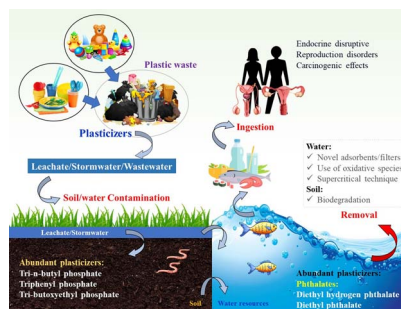 Plastic waste
Plasticizers
Leachate/Stormwater/Wastewater
Soil/water Contamination
Endocrine disruptive
Reproduction disorders
Carcinogenic effects
Ingestion
Water:
✓ Novel adsorbents/filters
✓ Use of oxidative species
✓ Supercritical technique
Soil:
✓ Biodegradation
Removal
Leachate/Stormwater
Abundant plasticizers:
Tri-n-butyl phosphate
Triphenyl phosphate
Tri-butoxyethyl phosphate
Soil
Water resources
Abundant plasticizers:
Phthalates:
Diethyl hydrogen phthalate
Diethyl phthalate